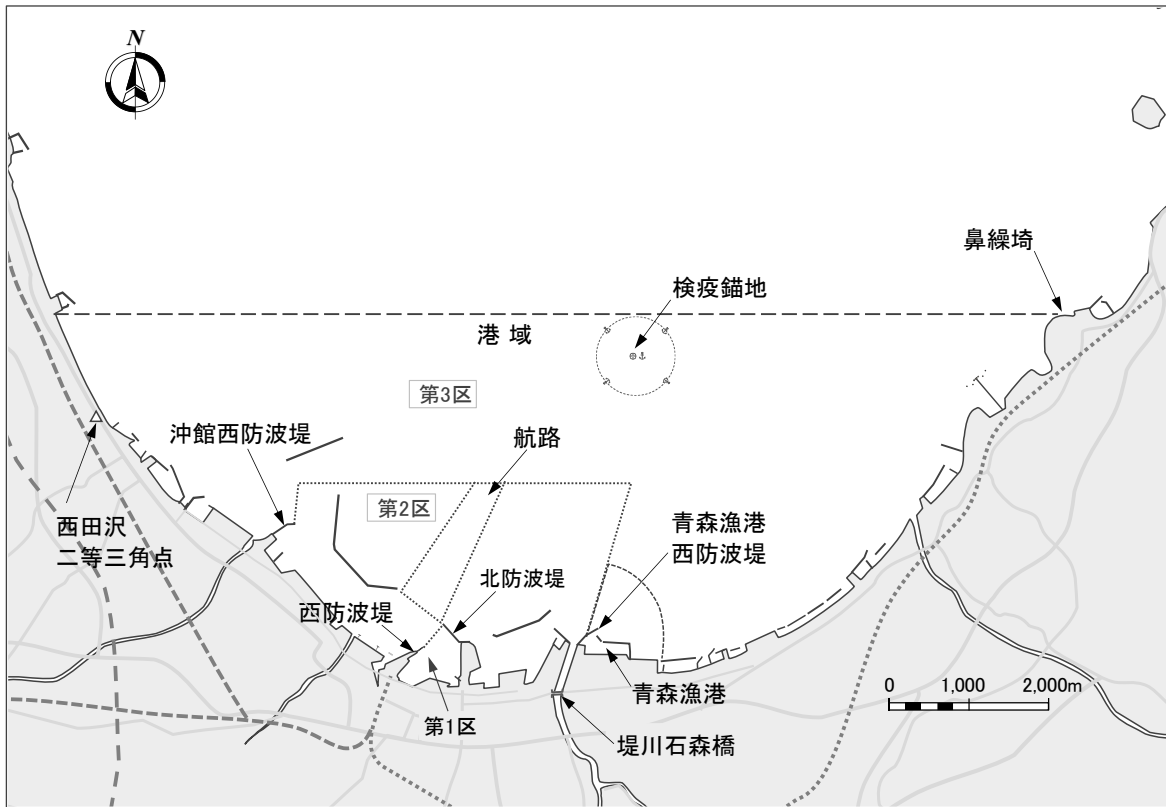 N
鼻繰埼
検疫錨地
港域
第3区
沖館西防波堤
航路
第2区
西田沢
二等三角点
青森漁港
西防波堤
北防波堤
西防波堤
青森漁港
0 1,000 2,000m
第1区
堤川石森橋